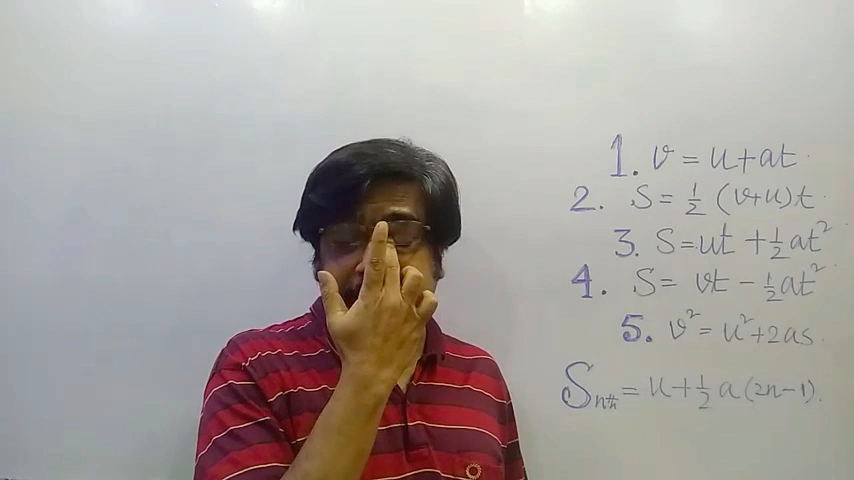 1. v = u + at
2. S = ½ (v+u)t
3. S = ut + ½ at²
4. S = vt − ½ at²
5. v² = u² + 2as
Snth = u + ½ a (2n−1).